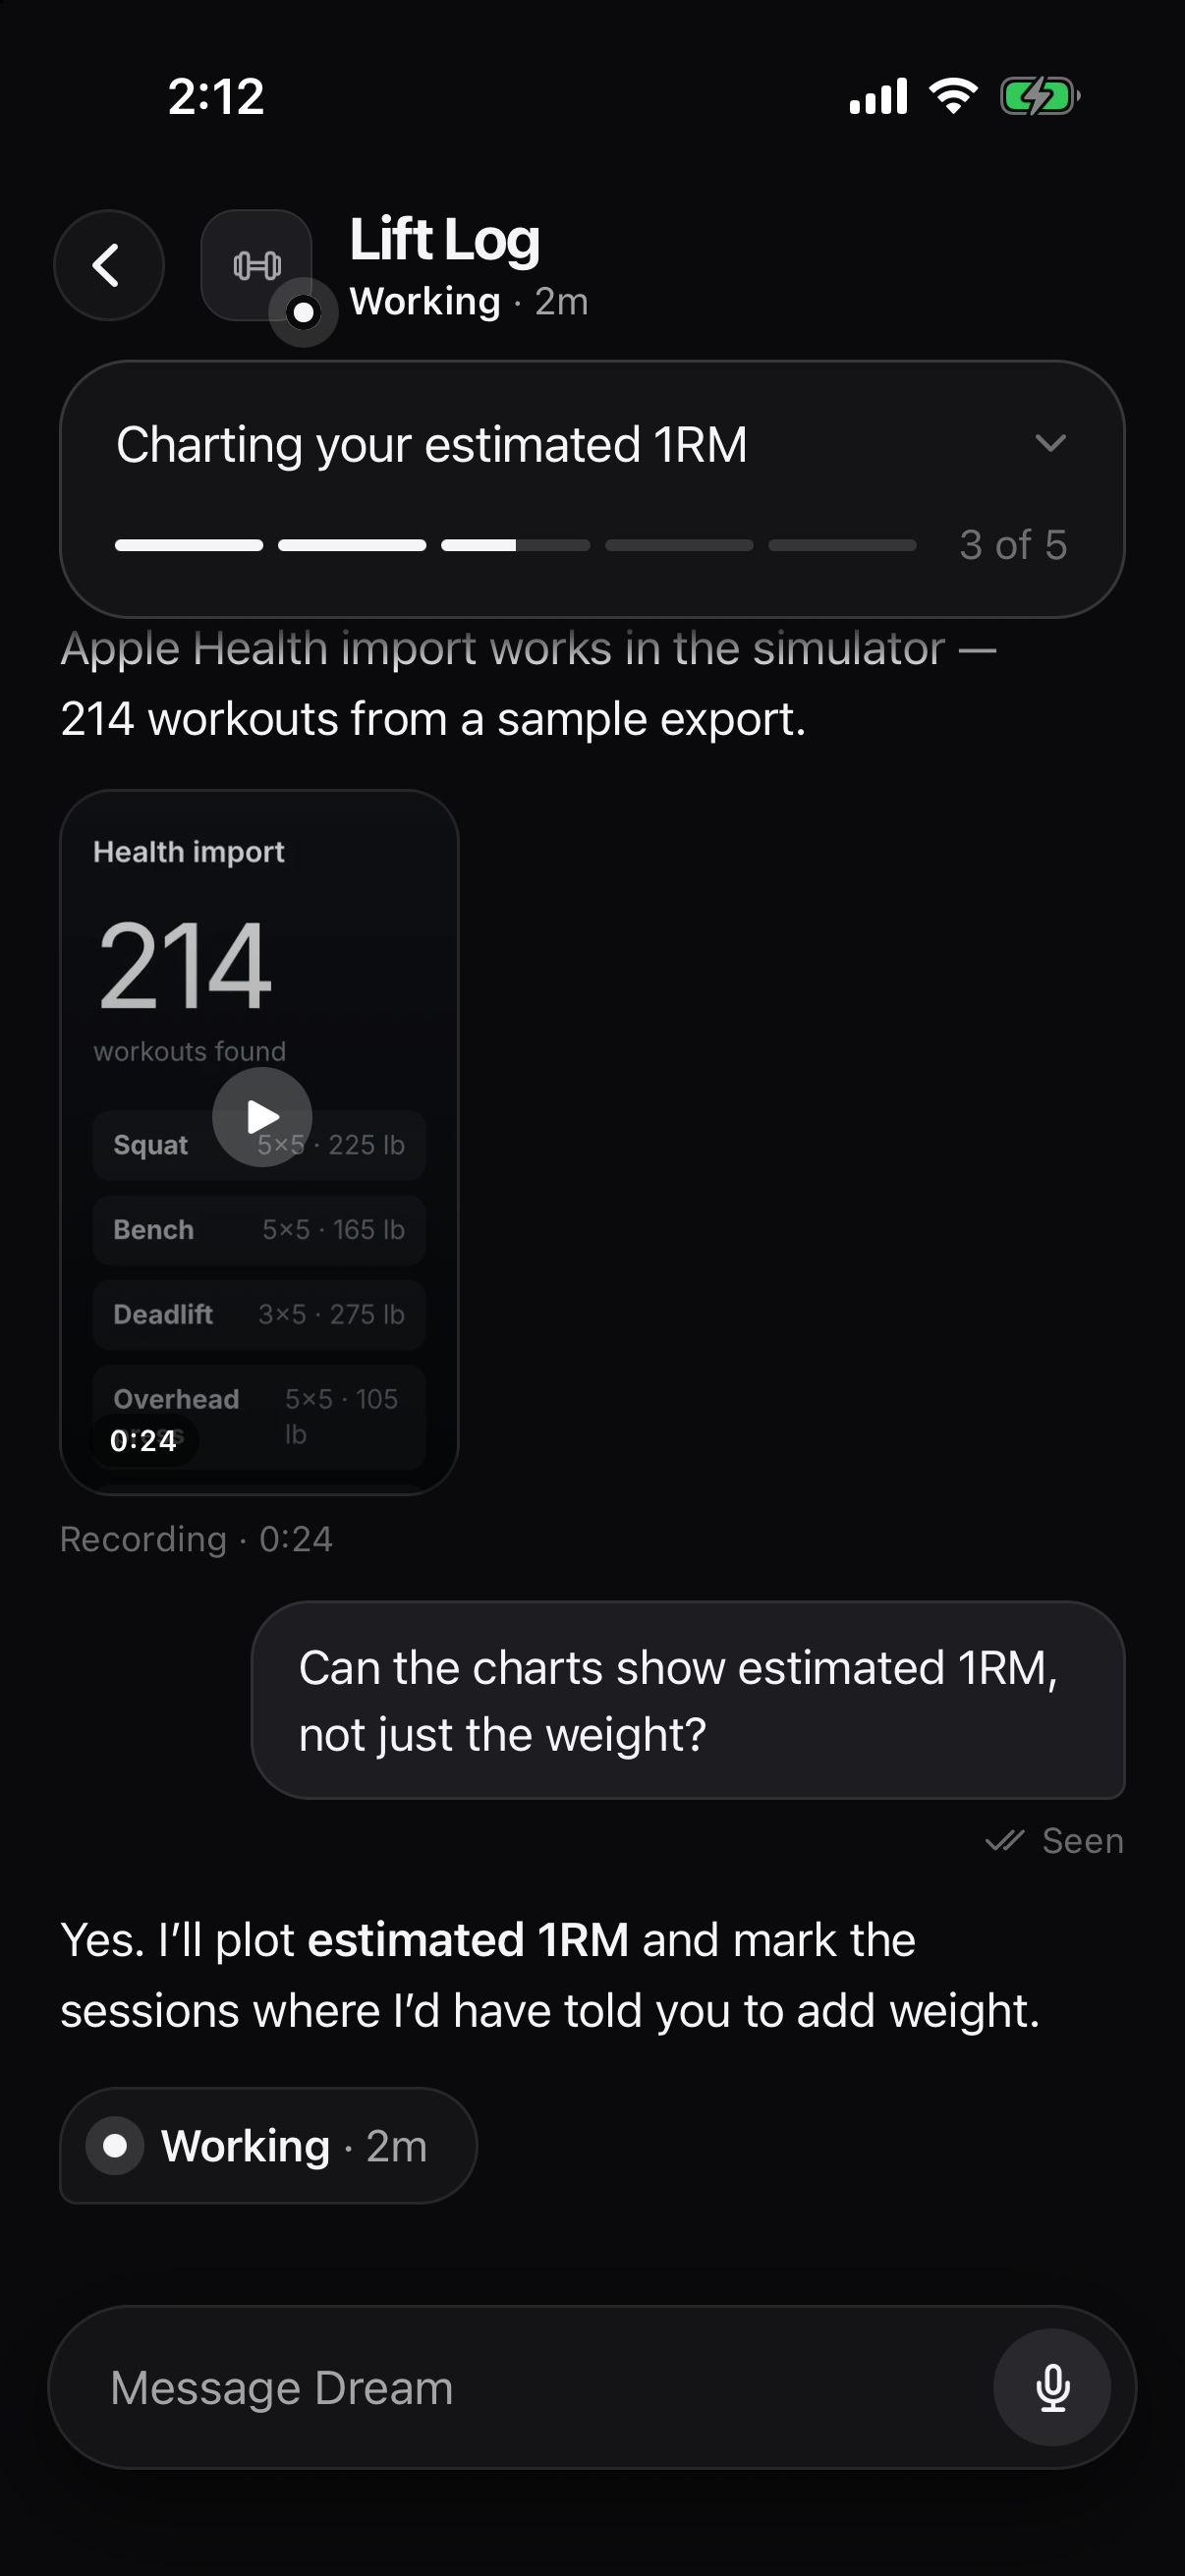 2:12
Lift Log
Working · 2m
Charting your estimated 1RM
3 of 5
Apple Health import works in the simulator —
214 workouts from a sample export.
Health import
214
workouts found
Squat 5×5 · 225 lb
Bench 5×5 · 165 lb
Deadlift 3×5 · 275 lb
Overhead 5×5 · 105
lb
0:24
Recording · 0:24
Can the charts show estimated 1RM,
not just the weight?
Seen
Yes. I’ll plot estimated 1RM and mark the
sessions where I’d have told you to add weight.
Working · 2m
Message Dream